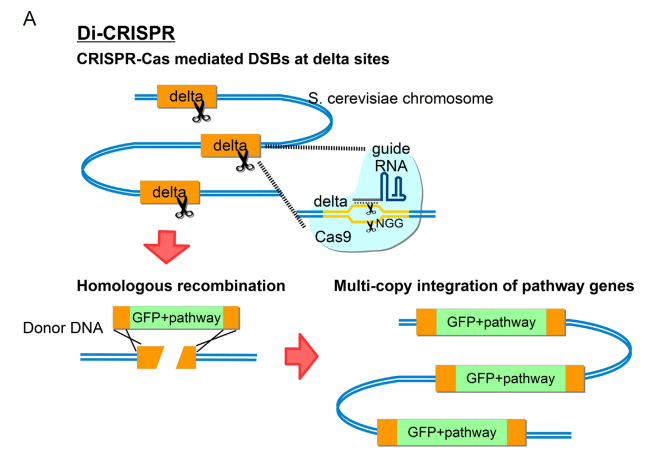 A
Di-CRISPR
CRISPR-Cas mediated DSBs at delta sites
delta
S. cerevisiae chromosome
delta
guide
RNA
delta
delta
NGG
Cas9
Homologous recombination
Multi-copy integration of pathway genes
GFP+pathway
Donor DNA
GFP+pathway
GFP+pathway
GFP+pathway